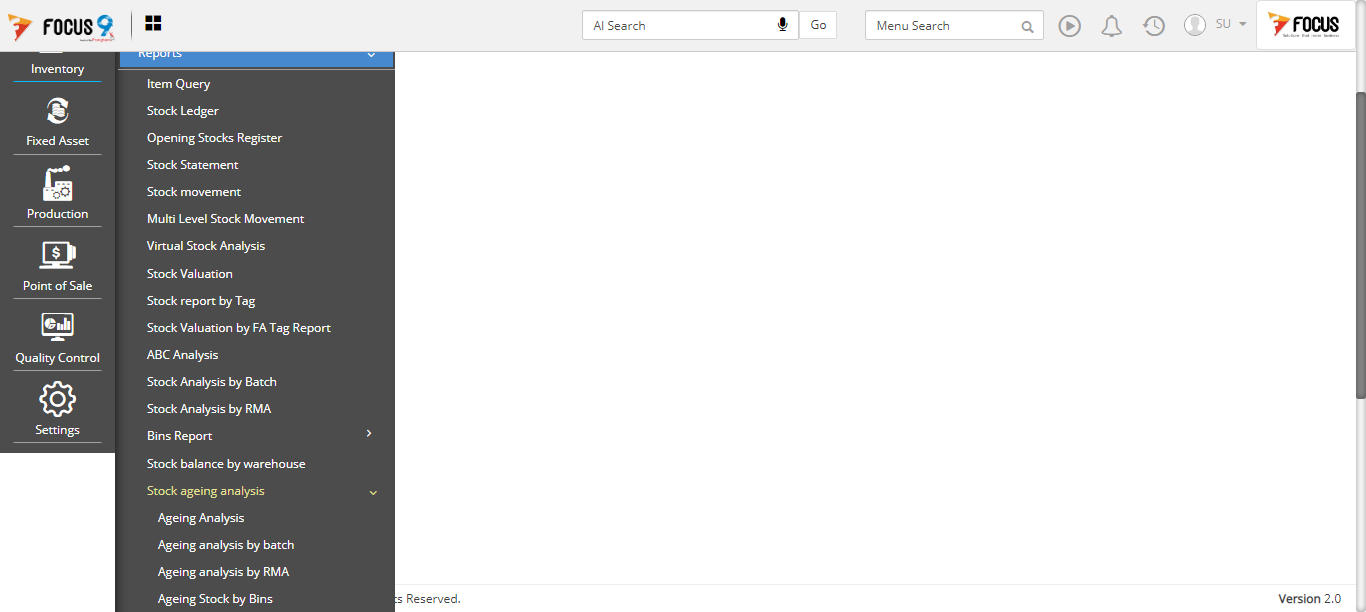 FOCUS 9
AI Search
Go
Menu Search
SU
FOCUS
Inventory
Fixed Asset
Production
Point of Sale
Quality Control
Settings
Reports
Item Query
Stock Ledger
Opening Stocks Register
Stock Statement
Stock movement
Multi Level Stock Movement
Virtual Stock Analysis
Stock Valuation
Stock report by Tag
Stock Valuation by FA Tag Report
ABC Analysis
Stock Analysis by Batch
Stock Analysis by RMA
Bins Report
Stock balance by warehouse
Stock ageing analysis
Ageing Analysis
Ageing analysis by batch
Ageing analysis by RMA
Ageing Stock by Bins
ts Reserved.
Version 2.0